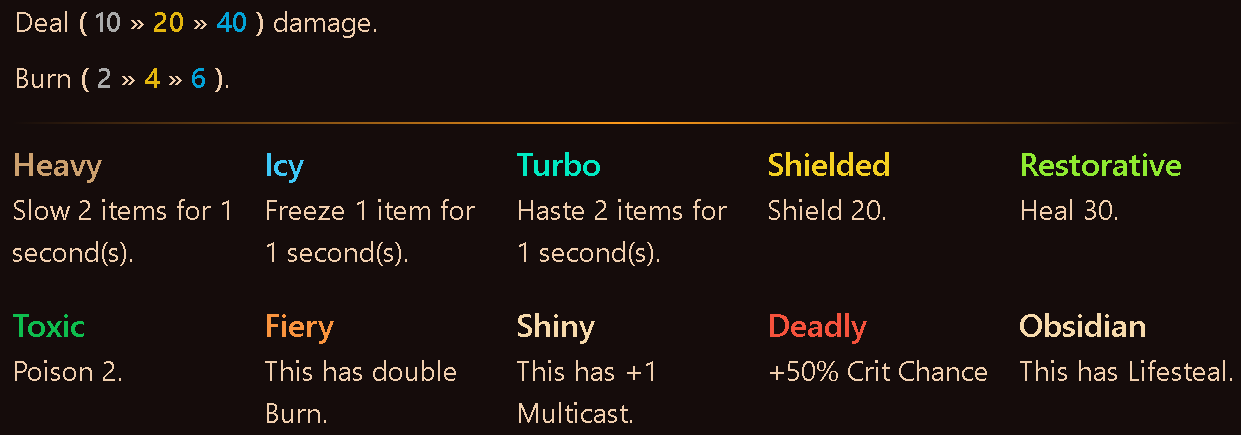 Deal ( 10 » 20 » 40 ) damage.
Burn ( 2 » 4 » 6 ).
Heavy
Slow 2 items for 1
second(s).
Icy
Freeze 1 item for
1 second(s).
Turbo
Haste 2 items for
1 second(s).
Shielded
Shield 20.
Restorative
Heal 30.
Toxic
Poison 2.
Fiery
This has double
Burn.
Shiny
This has +1
Multicast.
Deadly
+50% Crit Chance
Obsidian
This has Lifesteal.